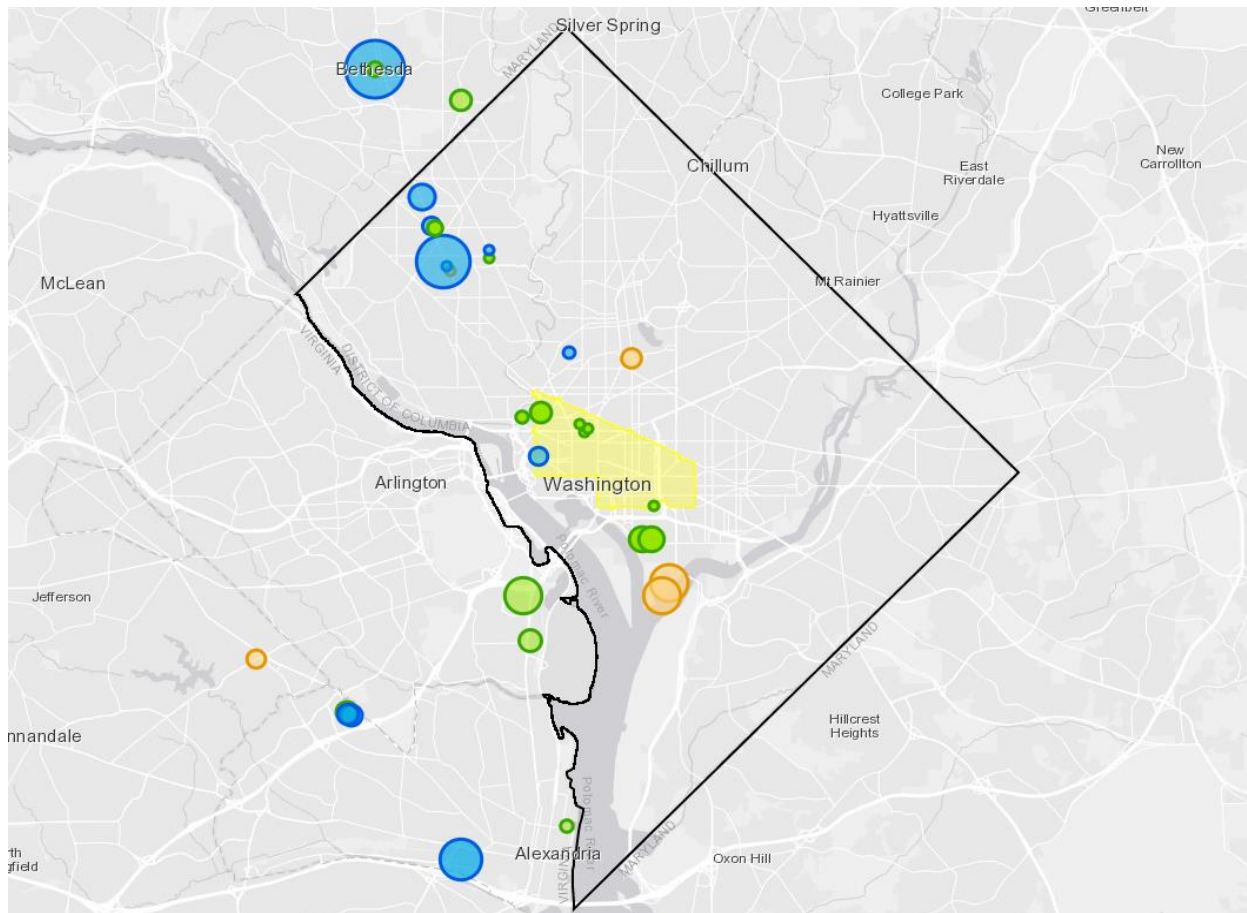 Greenbelt
Silver Spring
MARYLAND
Bethesda
College Park
New
Carrollton
Chillum
East
Riverdale
Hyattsville
McLean
Mt Rainier
VIRGINIA
DISTRICT OF COLUMBIA
Arlington
Washington
Potomac River
Jefferson
MARYLAND
Hillcrest
Heights
nnandale
Potomac River
MARYLAND
Alexandria
VIRGINIA
Oxon Hill
rth
gfield